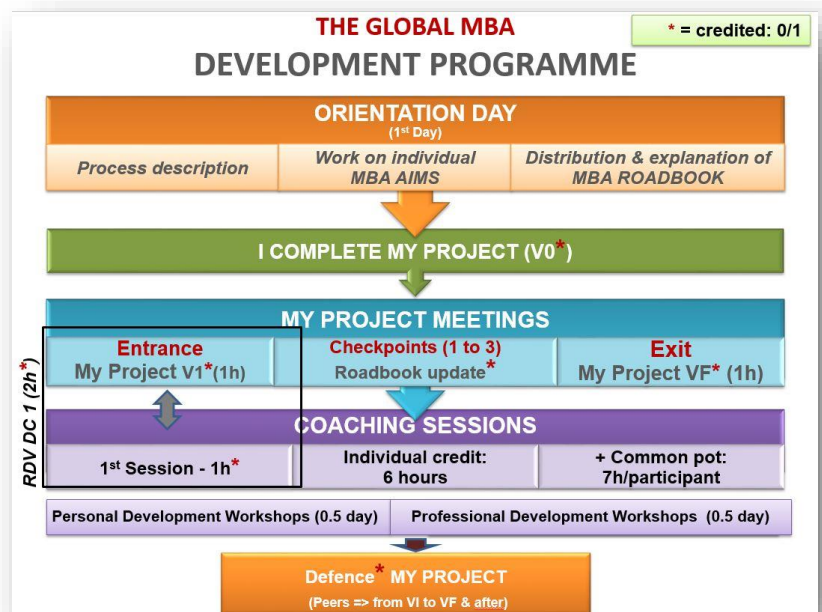 THE GLOBAL MBA
* = credited: 0/1
DEVELOPMENT PROGRAMME
ORIENTATION DAY
(1st Day)
Process description
Work on individual
MBA AIMS
Distribution & explanation of
MBA ROADBOOK
I COMPLETE MY PROJECT (V0*)
MY PROJECT MEETINGS
Entrance
My Project V1*(1h)
Checkpoints (1 to 3)
Roadbook update*
Exit
My Project VF* (1h)
RDV DC 1 (2h*)
COACHING SESSIONS
1st Session - 1h*
Individual credit:
6 hours
+ Common pot:
7h/participant
Personal Development Workshops (0.5 day)
Professional Development Workshops (0.5 day)
Defence* MY PROJECT
(Peers => from VI to VF & after)